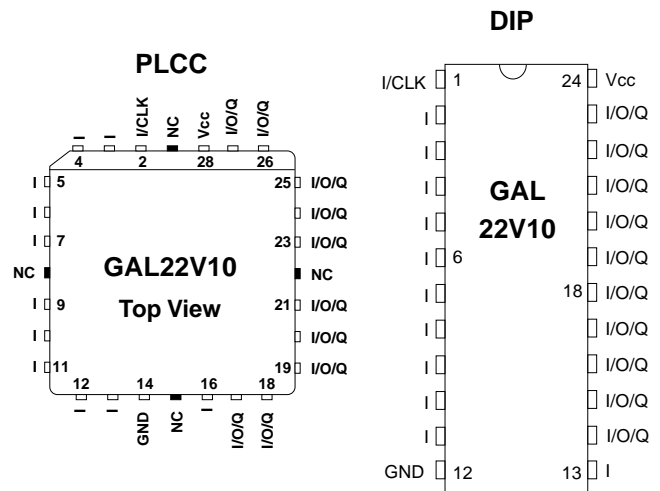 DIP
PLCC
I/CLK 1 24 Vcc
I I I/CLK NC Vcc I/O/Q I/O/Q
I I/O/Q
4 2 28 26
I I/O/Q
I 5 25 I/O/Q
I GAL I/O/Q
I I/O/Q
I 22V10 I/O/Q
I 7 23 I/O/Q
I 6 I/O/Q
NC GAL22V10 NC
I 18 I/O/Q
I 9 Top View 21 I/O/Q
I I/O/Q
I I/O/Q
I I/O/Q
I 11 19 I/O/Q
12 14 16 18
I I/O/Q
I I GND NC I I/O/Q I/O/Q
I I/O/Q
GND 12 13 I